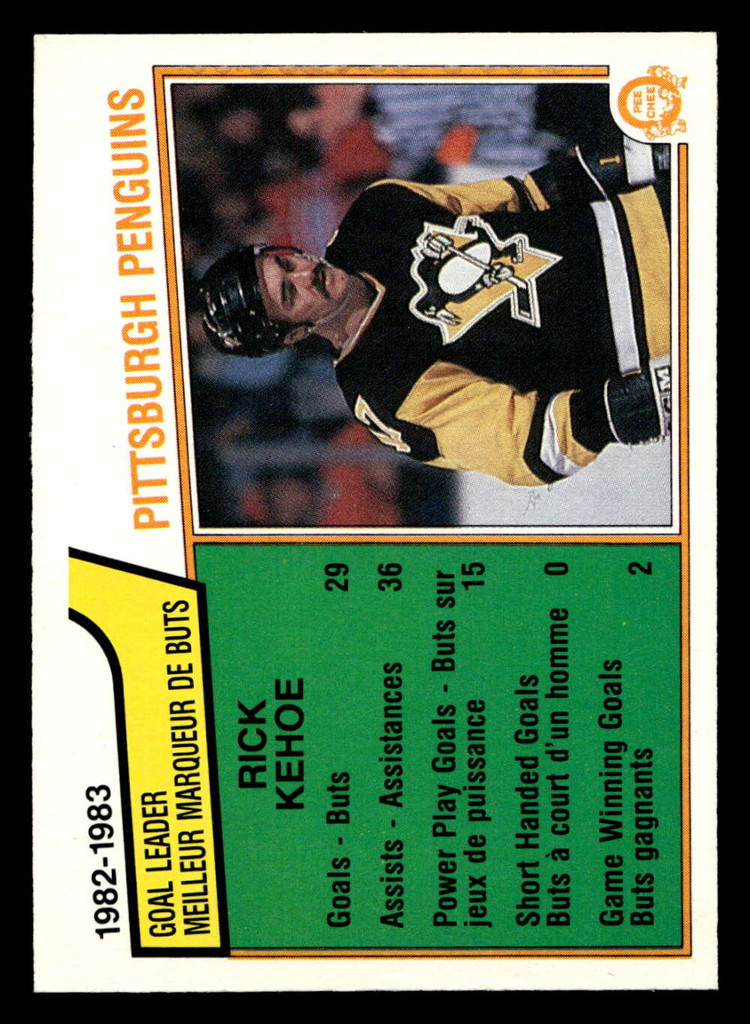 1982-1983
GOAL LEADER
MEILLEUR MARQUEUR DE BUTS
PITTSBURGH PENGUINS
RICK
KEHOE
Goals - Buts 29
Assists - Assistances 36
Power Play Goals - Buts sur
jeux de puissance 15
Short Handed Goals
Buts à court d'un homme 0
Game Winning Goals
Buts gagnants 2
PEE
CHEE
17
1